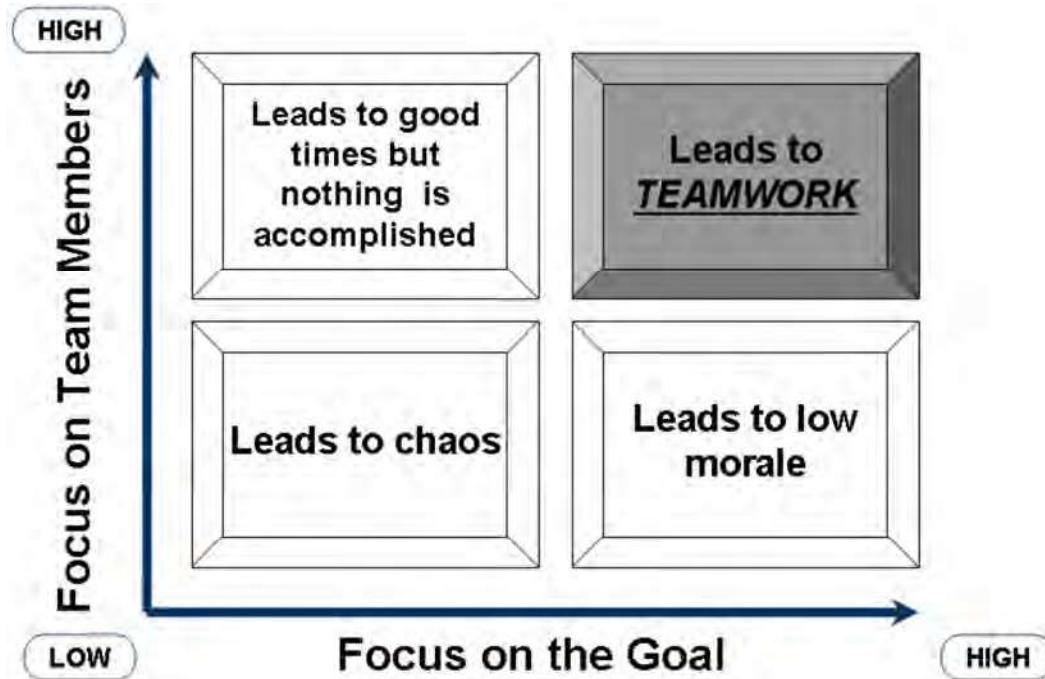 HIGH
Focus on Team Members
Leads to good
times but
nothing is
accomplished
Leads to
TEAMWORK
Leads to chaos
Leads to low
morale
LOW
Focus on the Goal
HIGH